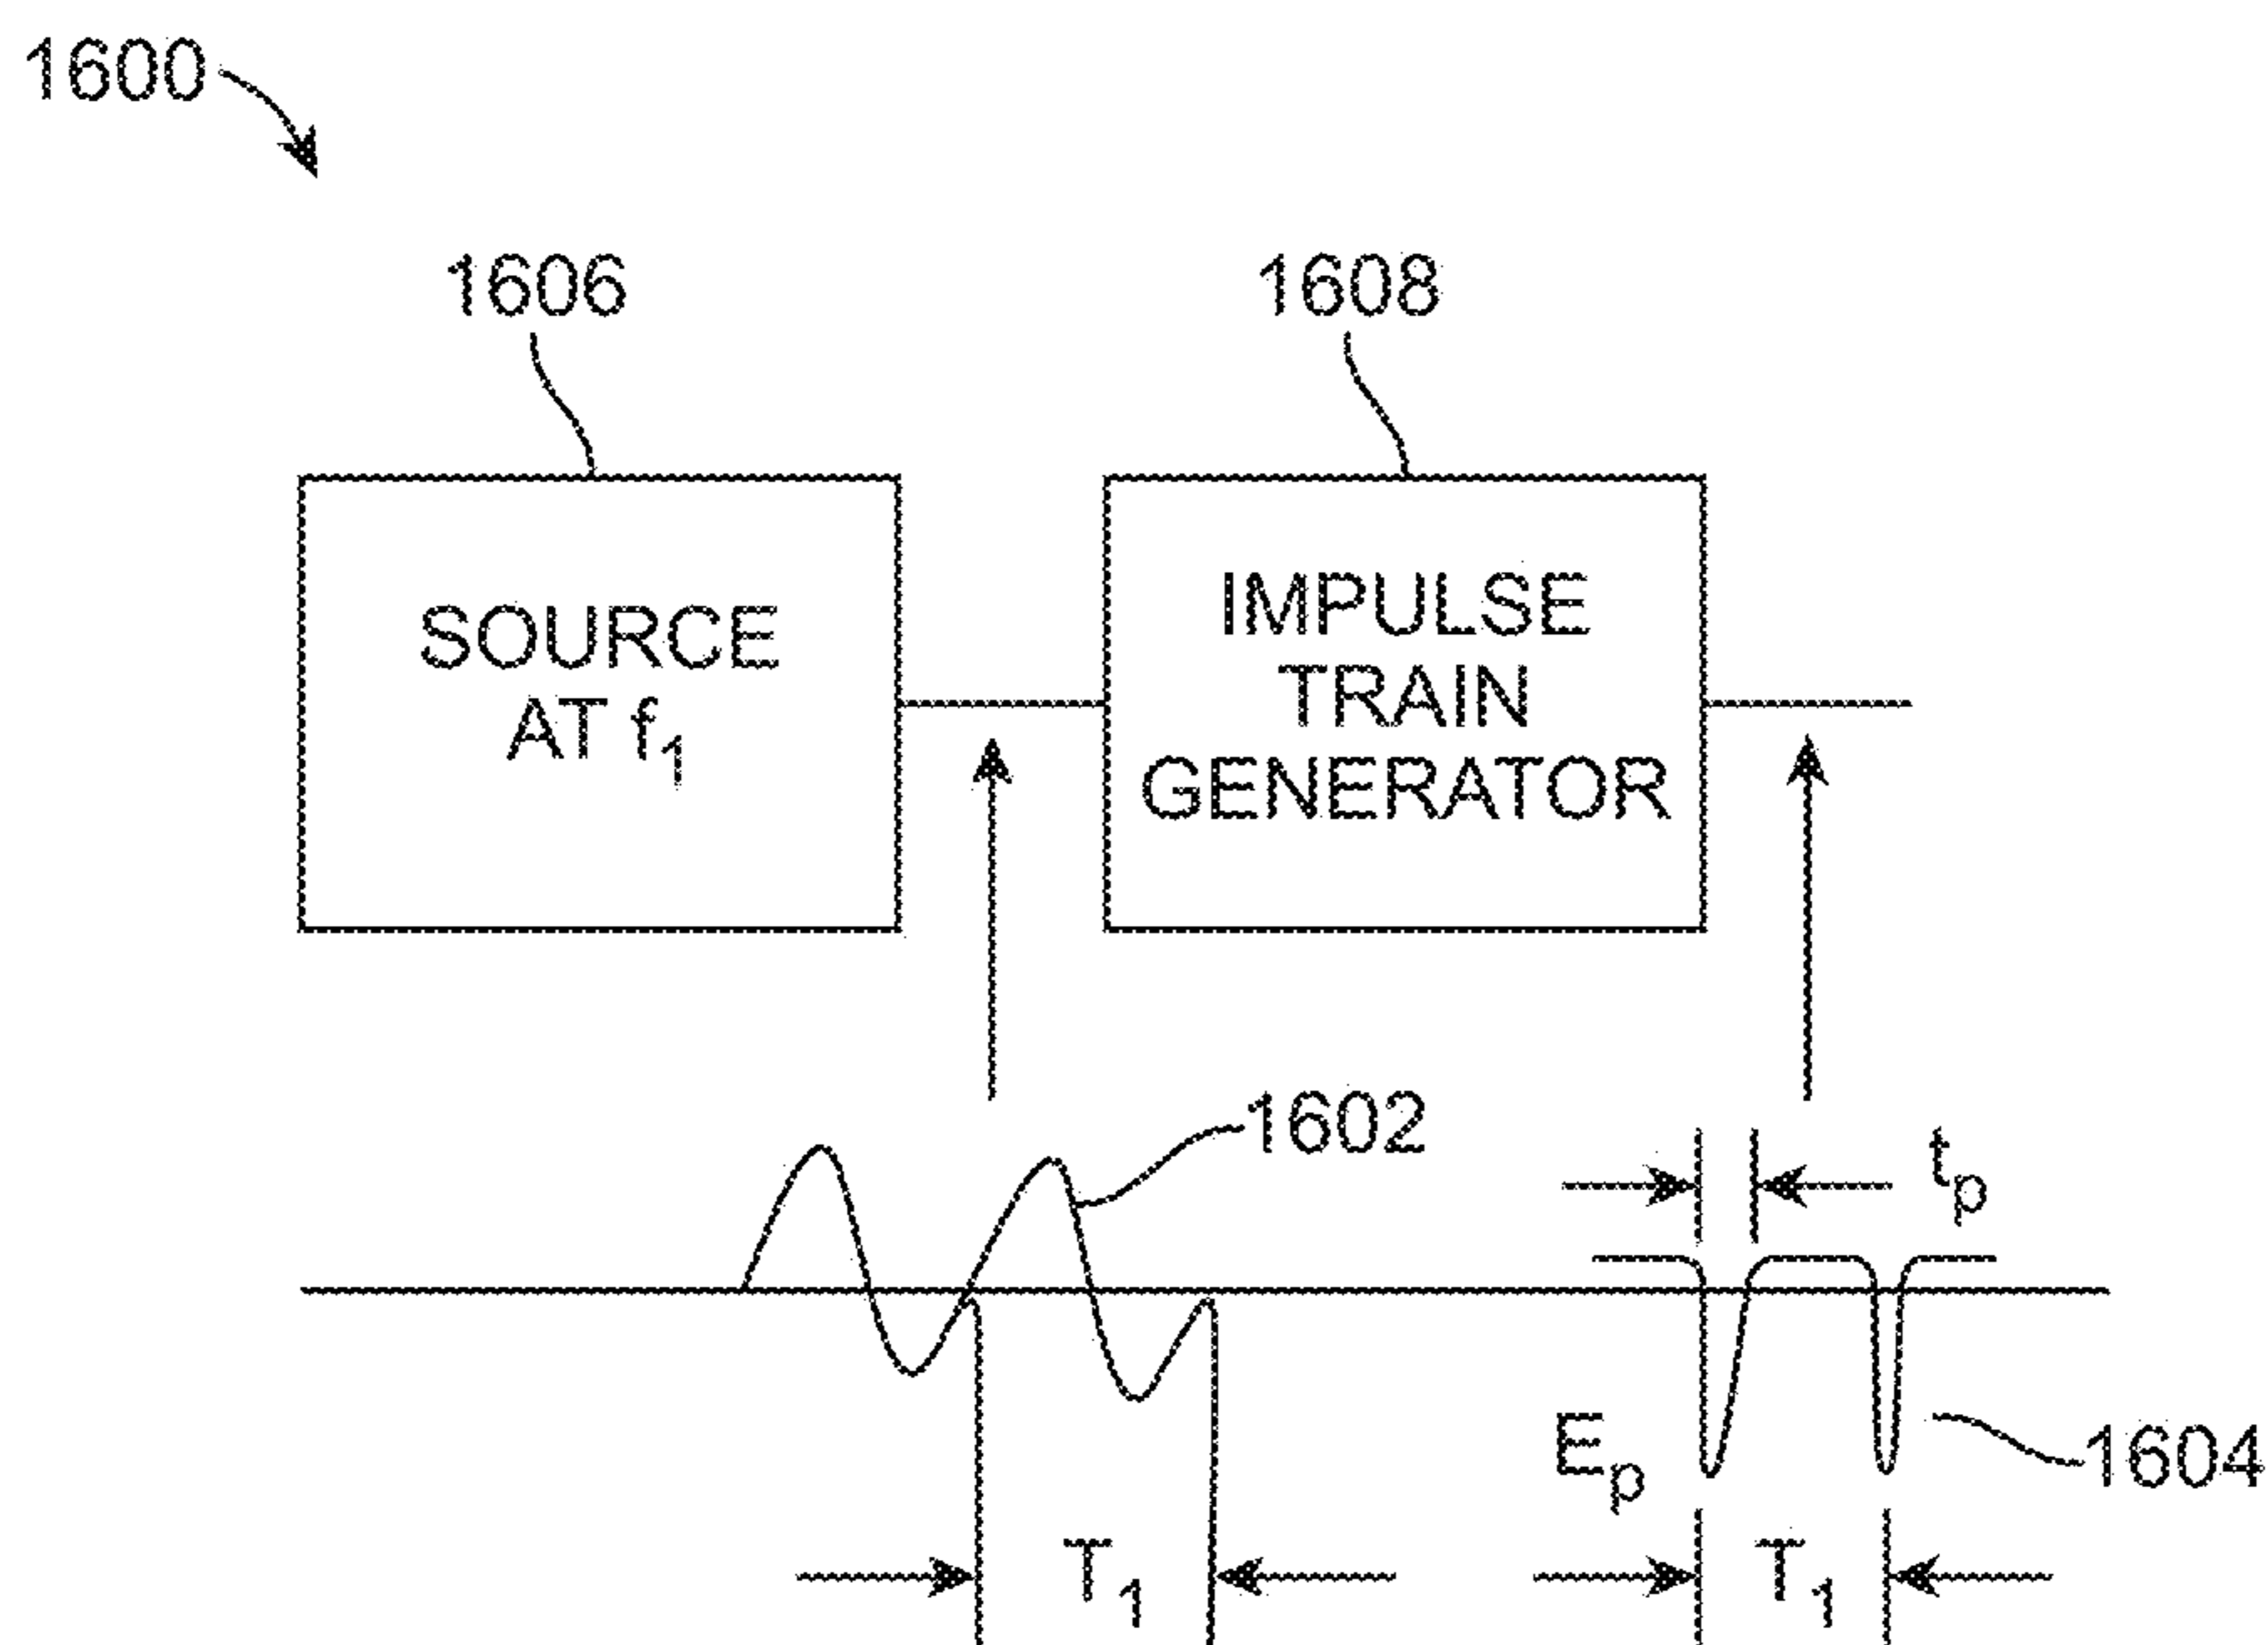 1600
1606
1608
SOURCE
AT f₁
IMPULSE
TRAIN
GENERATOR
1602
tₚ
Eₚ
1604
T₁
T₁